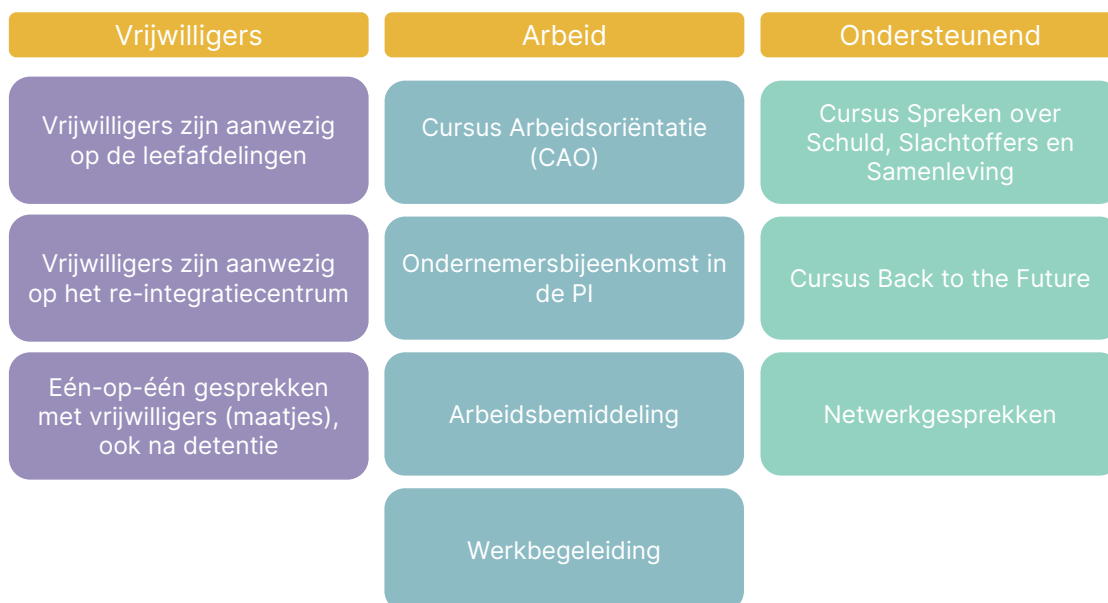 Vrijwilligers
Vrijwilligers zijn aanwezig
op de leefafdelingen
Vrijwilligers zijn aanwezig
op het re-integratiecentrum
Eén-op-één gesprekken
met vrijwilligers (maatjes),
ook na detentie
Arbeid
Cursus Arbeidsoriëntatie
(CAO)
Ondernemersbijeenkomst in
de PI
Arbeidsbemiddeling
Werkbegeleiding
Ondersteunend
Cursus Spreken over
Schuld, Slachtoffers en
Samenleving
Cursus Back to the Future
Netwerkgesprekken